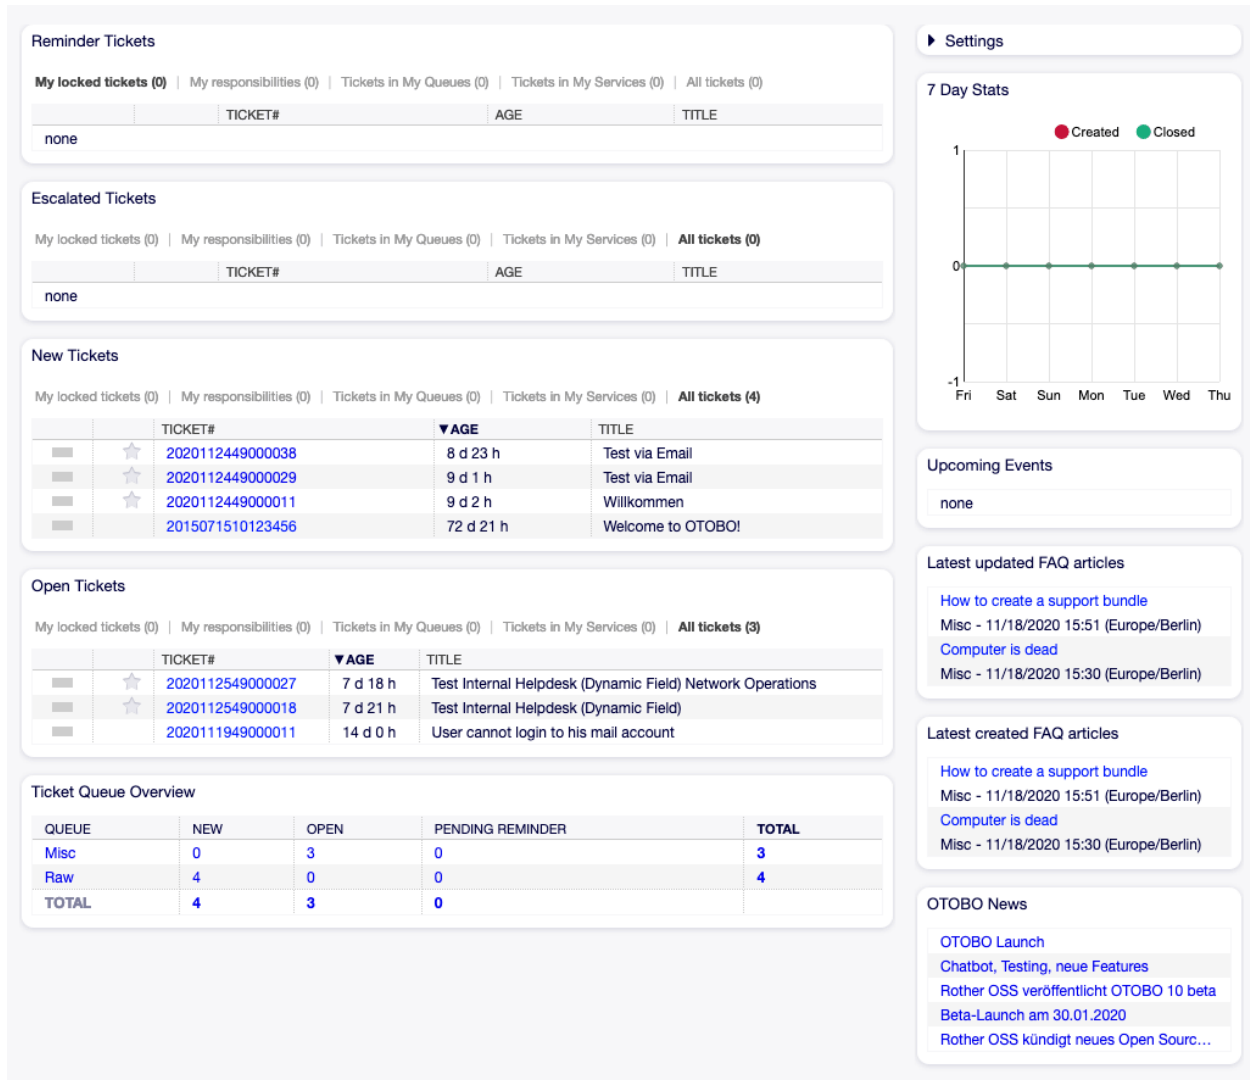 Reminder Tickets
My locked tickets (0) | My responsibilities (0) | Tickets in My Queues (0) | Tickets in My Services (0) | All tickets (0)
TICKET# AGE TITLE
none
Escalated Tickets
My locked tickets (0) | My responsibilities (0) | Tickets in My Queues (0) | Tickets in My Services (0) | All tickets (0)
TICKET# AGE TITLE
none
New Tickets
My locked tickets (0) | My responsibilities (0) | Tickets in My Queues (0) | Tickets in My Services (0) | All tickets (4)
TICKET# ▼AGE TITLE
2020112449000038 8 d 23 h Test via Email
2020112449000029 9 d 1 h Test via Email
2020112449000011 9 d 2 h Willkommen
2015071510123456 72 d 21 h Welcome to OTOBO!
Open Tickets
My locked tickets (0) | My responsibilities (0) | Tickets in My Queues (0) | Tickets in My Services (0) | All tickets (3)
TICKET# ▼AGE TITLE
2020112549000027 7 d 18 h Test Internal Helpdesk (Dynamic Field) Network Operations
2020112549000018 7 d 21 h Test Internal Helpdesk (Dynamic Field)
2020111949000011 14 d 0 h User cannot login to his mail account
Ticket Queue Overview
QUEUE NEW OPEN PENDING REMINDER TOTAL
Misc 0 3 0 3
Raw 4 0 0 4
TOTAL 4 3 0
Settings
7 Day Stats
Created Closed
1
0
-1
Fri Sat Sun Mon Tue Wed Thu
Upcoming Events
none
Latest updated FAQ articles
How to create a support bundle
Misc - 11/18/2020 15:51 (Europe/Berlin)
Computer is dead
Misc - 11/18/2020 15:30 (Europe/Berlin)
Latest created FAQ articles
How to create a support bundle
Misc - 11/18/2020 15:51 (Europe/Berlin)
Computer is dead
Misc - 11/18/2020 15:30 (Europe/Berlin)
OTOBO News
OTOBO Launch
Chatbot, Testing, neue Features
Rother OSS veröffentlicht OTOBO 10 beta
Beta-Launch am 30.01.2020
Rother OSS kündigt neues Open Sourc...